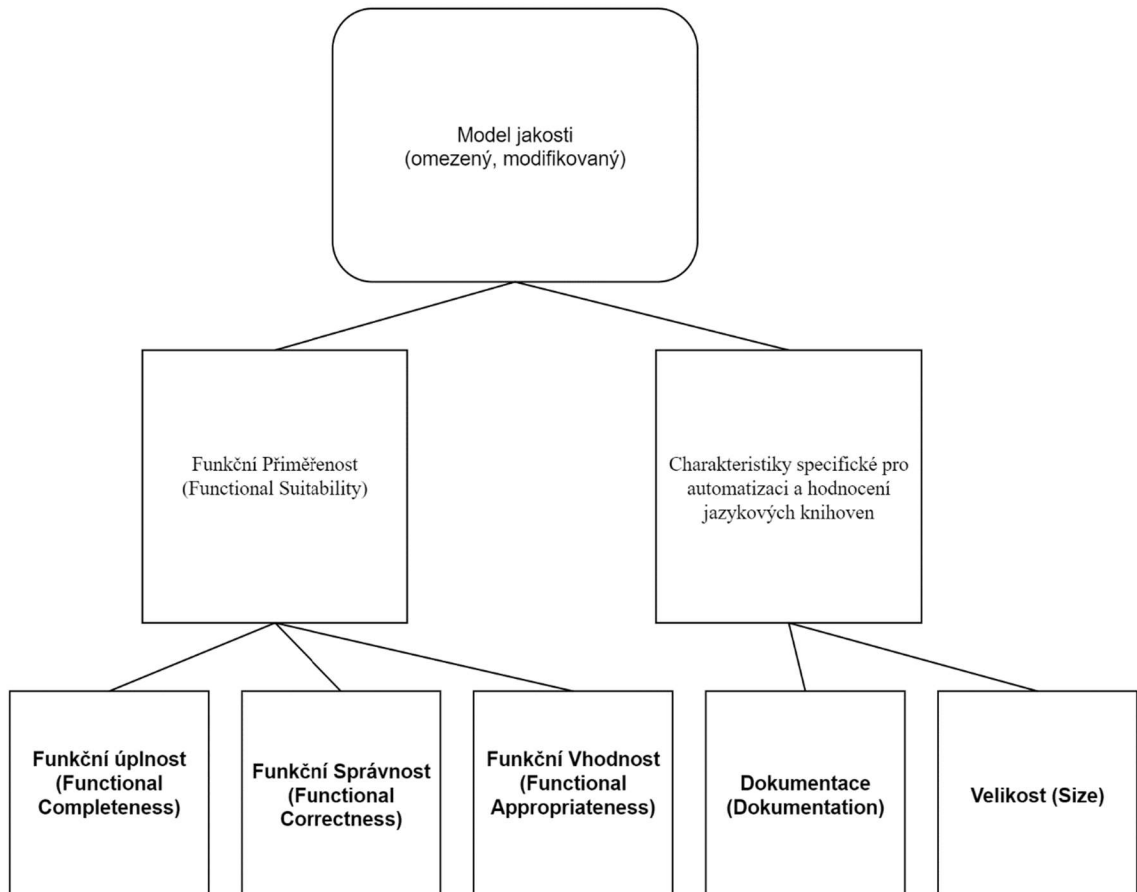 Model jakosti
(omezený, modifikovaný)
Funkční Přiměřenost
(Functional Suitability)
Charakteristiky specifické pro
automatizaci a hodnocení
jazykových knihoven
Funkční úplnost
(Functional
Completeness)
Funkční Správnost
(Functional
Correctness)
Funkční Vhodnost
(Functional
Appropriateness)
Dokumentace
(Dokumentation)
Velikost (Size)